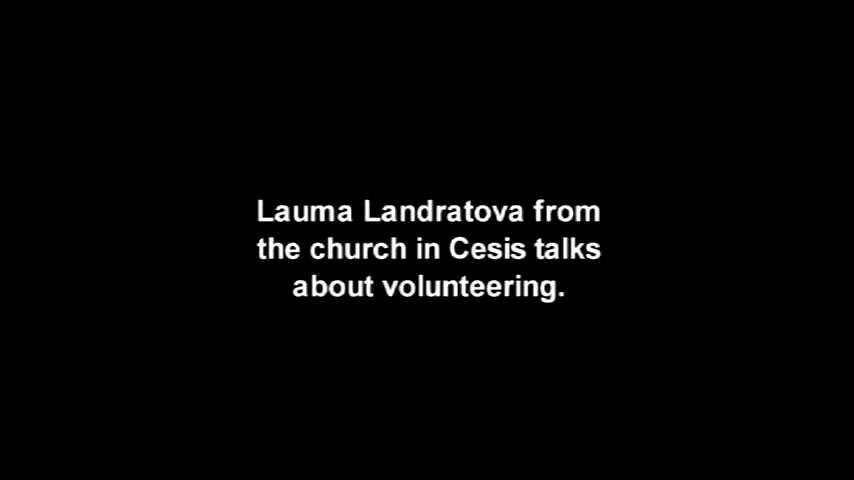 Lauma Landratova from
the church in Cesis talks
about volunteering.